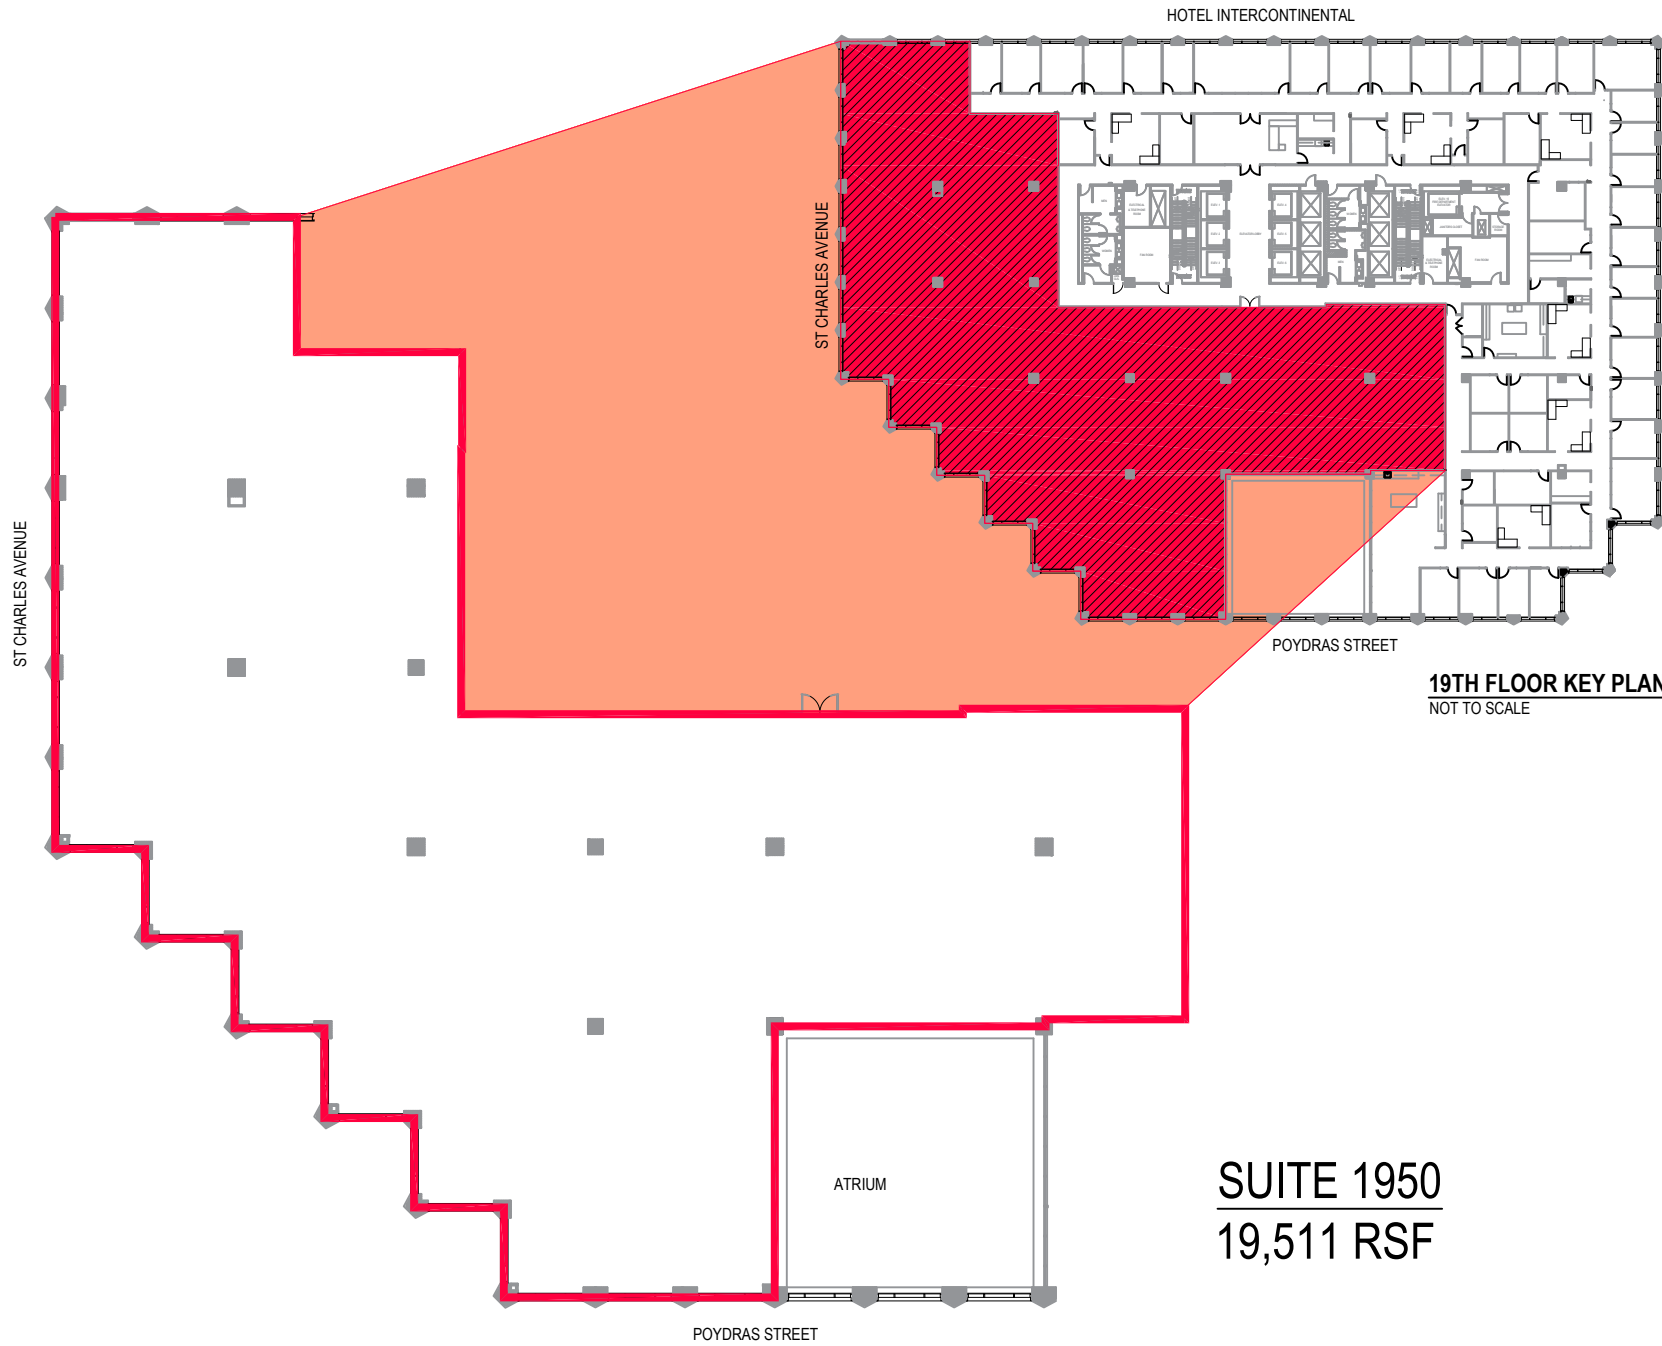 HOTEL INTERCONTINENTAL
ST CHARLES AVENUE
POYDRAS STREET
19TH FLOOR KEY PLAN
NOT TO SCALE
ST CHARLES AVENUE
ATRIUM
SUITE 1950
19,511 RSF
POYDRAS STREET